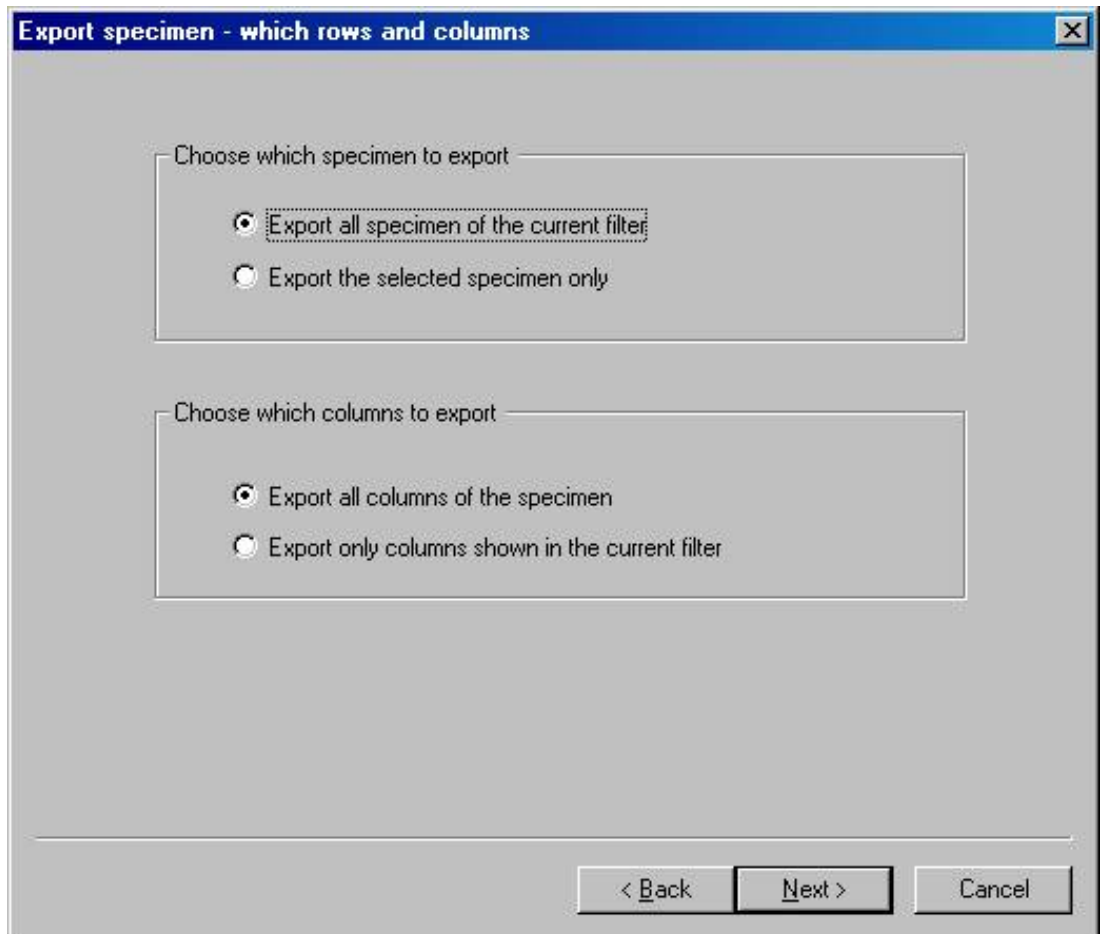 Export specimen - which rows and columns
Choose which specimen to export
Export all specimen of the current filter
Export the selected specimen only
Choose which columns to export
Export all columns of the specimen
Export only columns shown in the current filter
< Back
Next >
Cancel